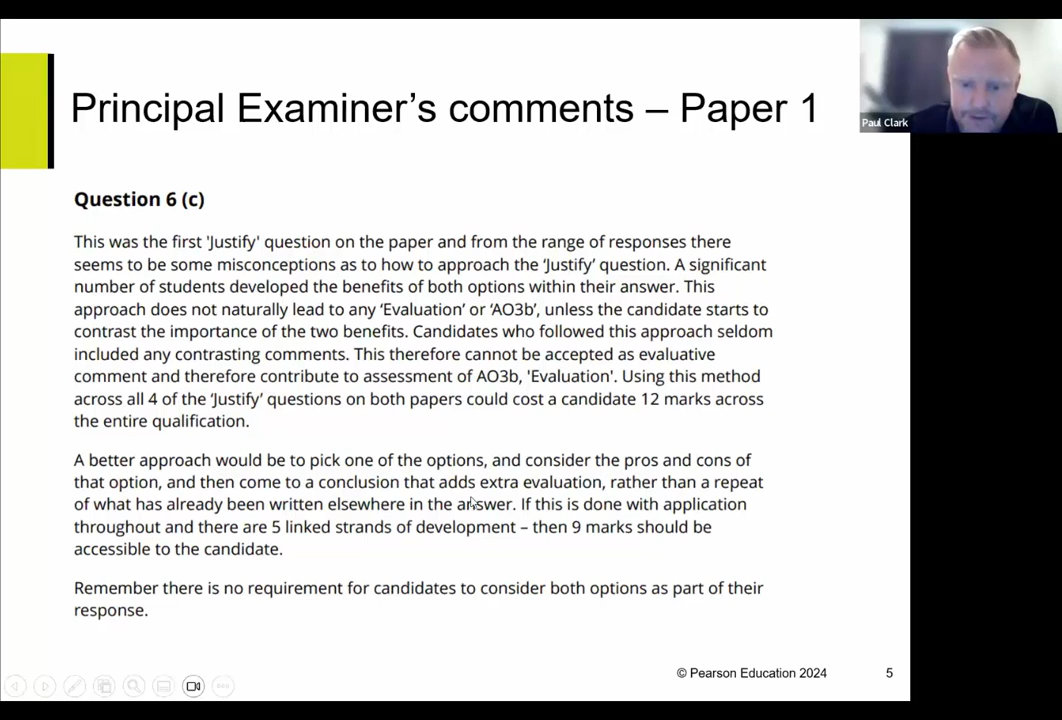 Principal Examiner's comments – Paper 1
Paul Clark
Question 6 (c)
This was the first 'Justify' question on the paper and from the range of responses there
seems to be some misconceptions as to how to approach the 'Justify' question. A significant
number of students developed the benefits of both options within their answer. This
approach does not naturally lead to any 'Evaluation' or 'AO3b', unless the candidate starts to
contrast the importance of the two benefits. Candidates who followed this approach seldom
included any contrasting comments. This therefore cannot be accepted as evaluative
comment and therefore contribute to assessment of AO3b, 'Evaluation'. Using this method
across all 4 of the 'Justify' questions on both papers could cost a candidate 12 marks across
the entire qualification.
A better approach would be to pick one of the options, and consider the pros and cons of
that option, and then come to a conclusion that adds extra evaluation, rather than a repeat
of what has already been written elsewhere in the answer. If this is done with application
throughout and there are 5 linked strands of development – then 9 marks should be
accessible to the candidate.
Remember there is no requirement for candidates to consider both options as part of their
response.
© Pearson Education 2024
5